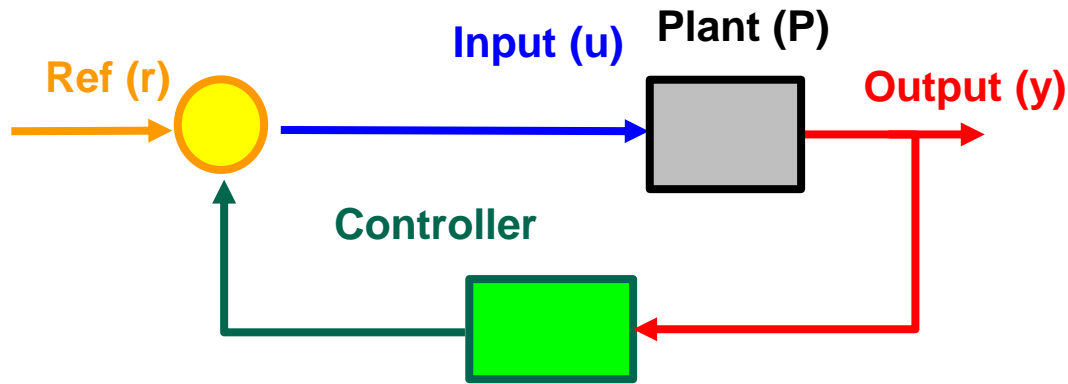 Plant (P)
Input (u)
Ref (r)
Output (y)
Controller